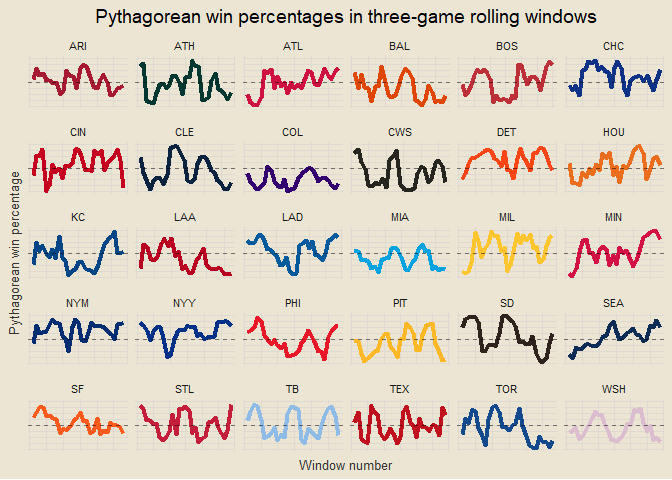 Pythagorean win percentages in three-game rolling windows
ARI ATH ATL BAL BOS CHC
CIN CLE COL CWS DET HOU
KC LAA LAD MIA MIL MIN
NYM NYY PHI PIT SD SEA
SF STL TB TEX TOR WSH
Pythagorean win percentage
Window number